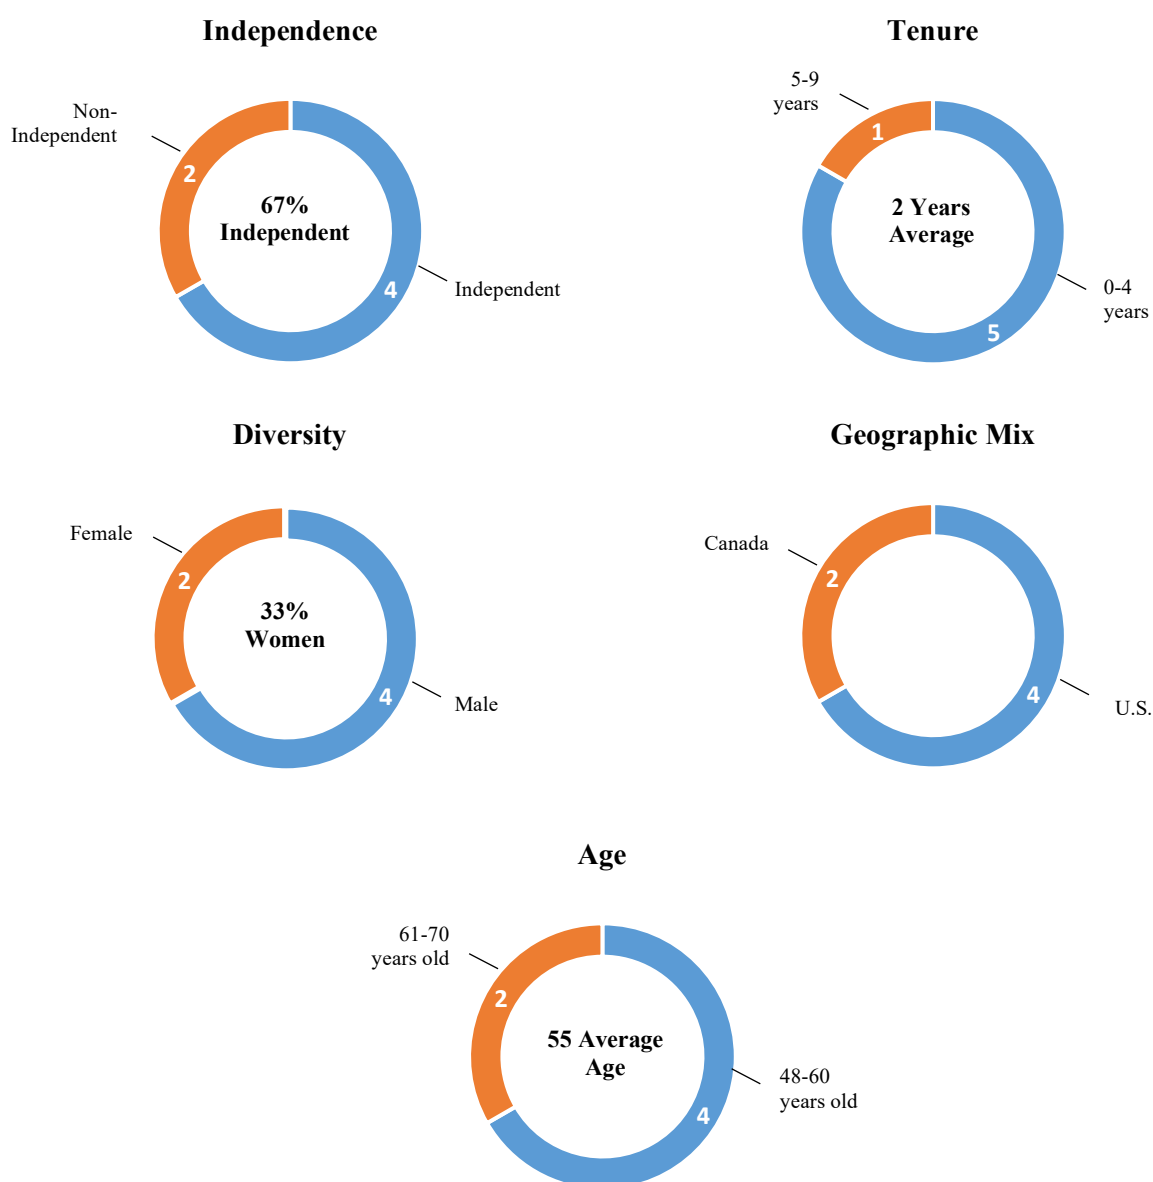 Independence
Non-
Independent
2
67%
Independent
4
Independent
Tenure
5-9
years
1
2 Years
Average
0-4
years
5
Diversity
Female
2
33%
Women
4
Male
Geographic Mix
Canada
2
4
U.S.
Age
61-70
years old
2
55 Average
Age
48-60
years old
4